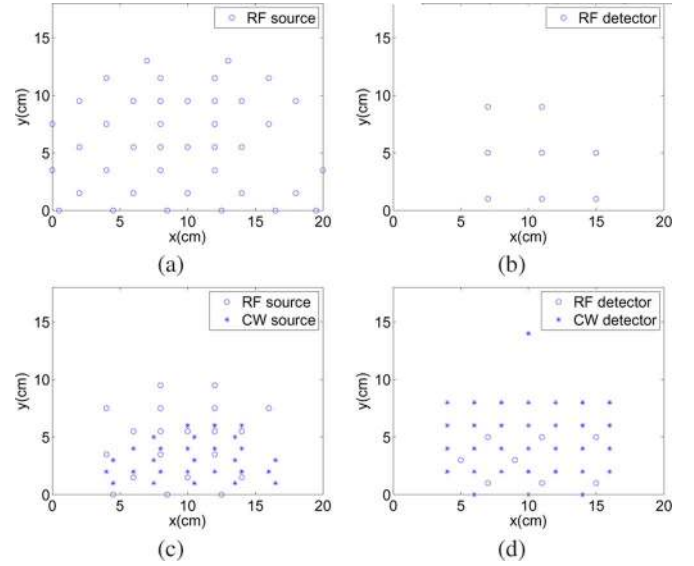 RF source
y(cm)
15
10
5
0
0 5 10 15 20
x(cm)
(a)
RF detector
y(cm)
15
10
5
0
0 5 10 15 20
x(cm)
(b)
RF source
CW source
y(cm)
15
10
5
0
0 5 10 15 20
x(cm)
(c)
RF detector
CW detector
y(cm)
15
10
5
0
0 5 10 15 20
x(cm)
(d)